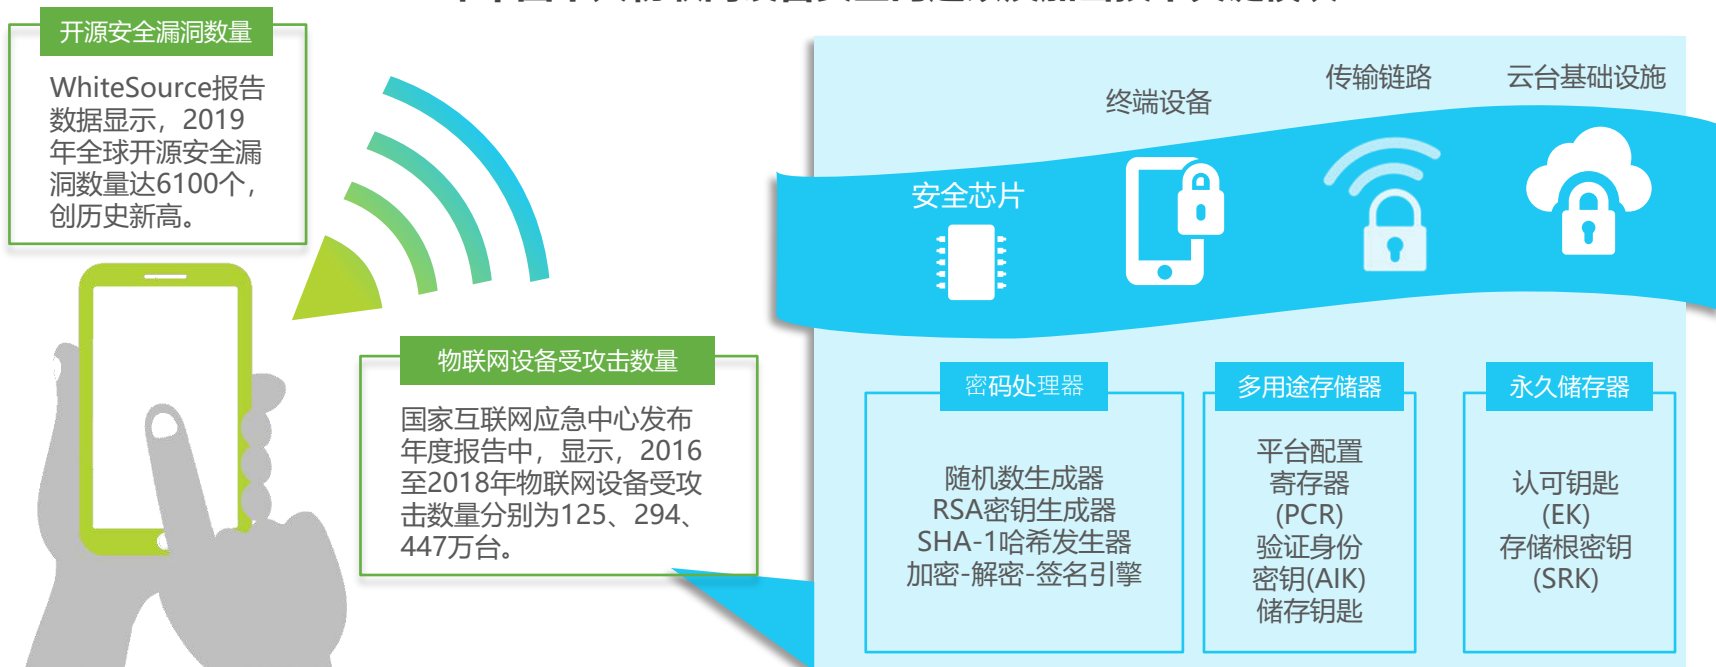 开源安全漏洞数量
WhiteSource报告
数据显示，2019
年全球开源安全漏
洞数量达6100个，
创历史新高。
物联网设备受攻击数量
国家互联网应急中心发布
年度报告中，显示，2016
至2018年物联网设备受攻
击数量分别为125、294、
447万台。
安全芯片
终端设备
传输链路
云台基础设施
密码处理器
随机数生成器
RSA密钥生成器
SHA-1哈希发生器
加密-解密-签名引擎
多用途存储器
平台配置
寄存器
(PCR)
验证身份
密钥(AIK)
储存钥匙
永久储存器
认可钥匙
(EK)
存储根密钥
(SRK)